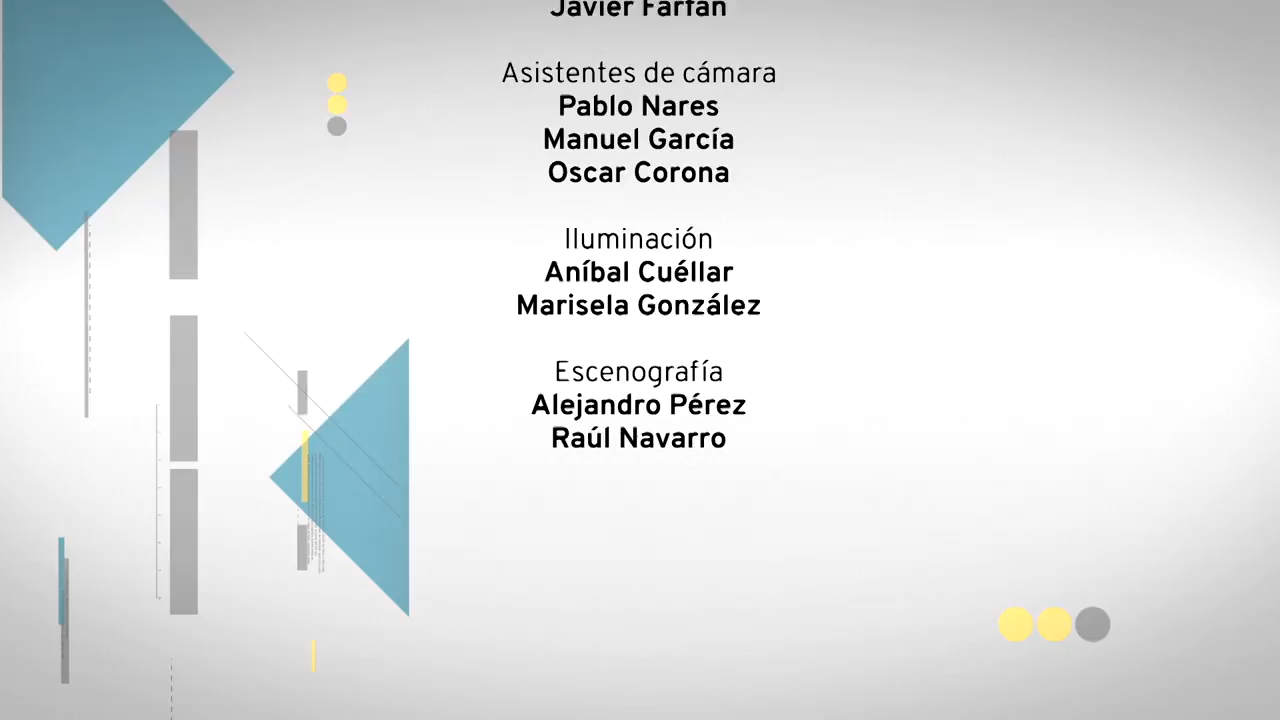 Javier Farfán
Asistentes de cámara
Pablo Nares
Manuel García
Oscar Corona
Iluminación
Aníbal Cuéllar
Marisela González
Escenografía
Alejandro Pérez
Raúl Navarro